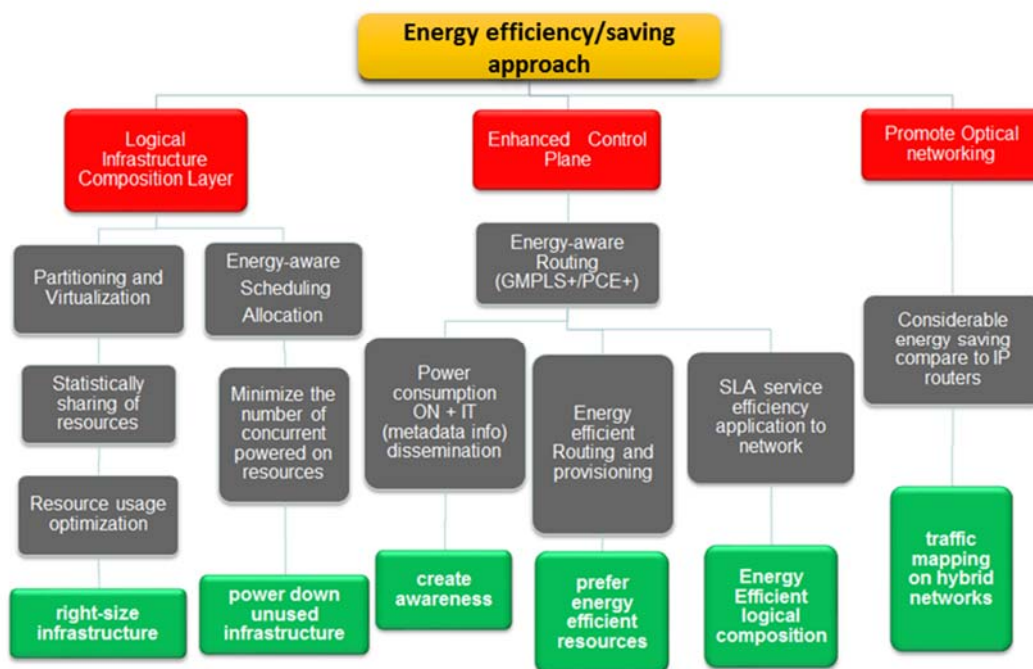 Energy efficiency/saving
approach
Logical
Infrastructure
Composition Layer
Enhanced Control
Plane
Promote Optical
networking
Partitioning and
Virtualization
Energy-aware
Scheduling
Allocation
Energy-aware
Routing
(GMPLS+/PCE+)
Considerable
energy saving
compare to IP
routers
Statistically
sharing of
resources
Minimize the
number of
concurrent
powered on
resources
Power
consumption
ON + IT
(metadata info)
dissemination
Energy
efficient
Routing and
provisioning
SLA service
efficiency
application to
network
Resource usage
optimization
right-size
infrastructure
power down
unused
infrastructure
create
awareness
prefer
energy
efficient
resources
Energy
Efficient
logical
composition
traffic
mapping
on hybrid
networks